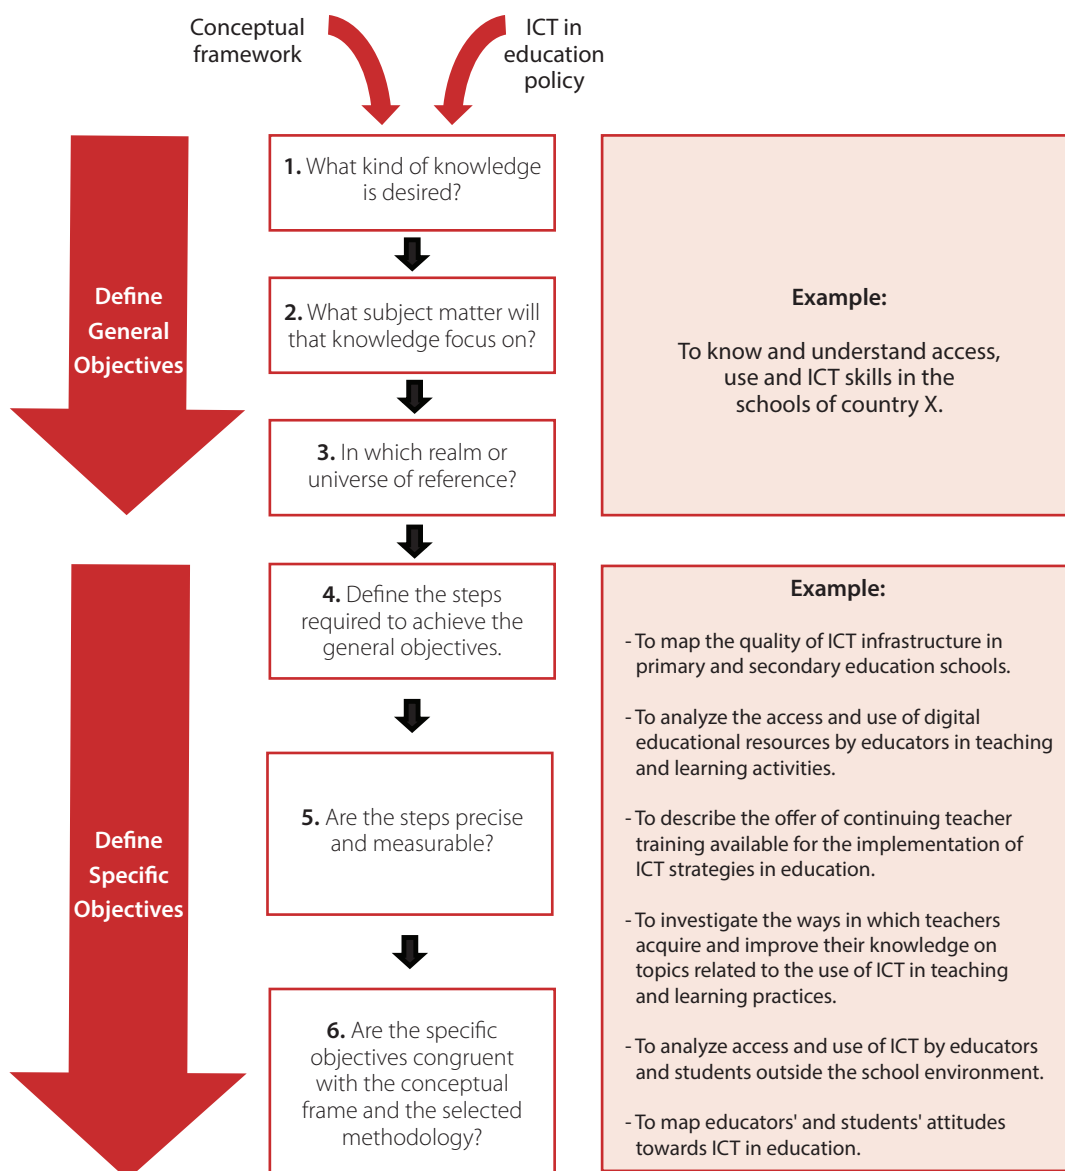 Conceptual
framework
ICT in
education
policy
Define
General
Objectives
1. What kind of knowledge
is desired?
2. What subject matter will
that knowledge focus on?
3. In which realm or
universe of reference?
Example:
To know and understand access,
use and ICT skills in the
schools of country X.
Define
Specific
Objectives
4. Define the steps
required to achieve the
general objectives.
5. Are the steps precise
and measurable?
6. Are the specific
objectives congruent
with the conceptual
frame and the selected
methodology?
Example:
- To map the quality of ICT infrastructure in
primary and secondary education schools.
- To analyze the access and use of digital
educational resources by educators in teaching
and learning activities.
- To describe the offer of continuing teacher
training available for the implementation of
ICT strategies in education.
- To investigate the ways in which teachers
acquire and improve their knowledge on
topics related to the use of ICT in teaching
and learning practices.
- To analyze access and use of ICT by educators
and students outside the school environment.
- To map educators' and students' attitudes
towards ICT in education.